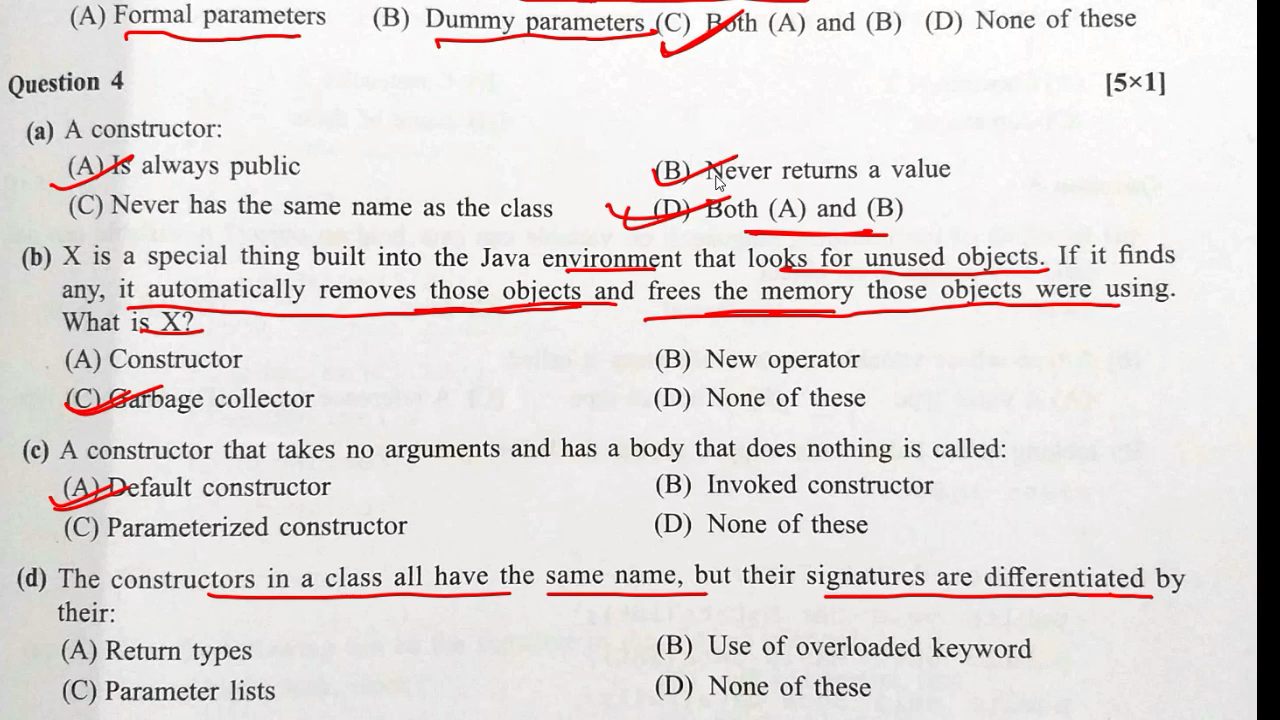 (A) Formal parameters (B) Dummy parameters (C) Both (A) and (B) (D) None of these
Question 4 [5×1]
(a) A constructor:
(A) Is always public (B) Never returns a value
(C) Never has the same name as the class (D) Both (A) and (B)
(b) X is a special thing built into the Java environment that looks for unused objects. If it finds
any, it automatically removes those objects and frees the memory those objects were using.
What is X?
(A) Constructor (B) New operator
(C) Garbage collector (D) None of these
(c) A constructor that takes no arguments and has a body that does nothing is called:
(A) Default constructor (B) Invoked constructor
(C) Parameterized constructor (D) None of these
(d) The constructors in a class all have the same name, but their signatures are differentiated by
their:
(A) Return types (B) Use of overloaded keyword
(C) Parameter lists (D) None of these